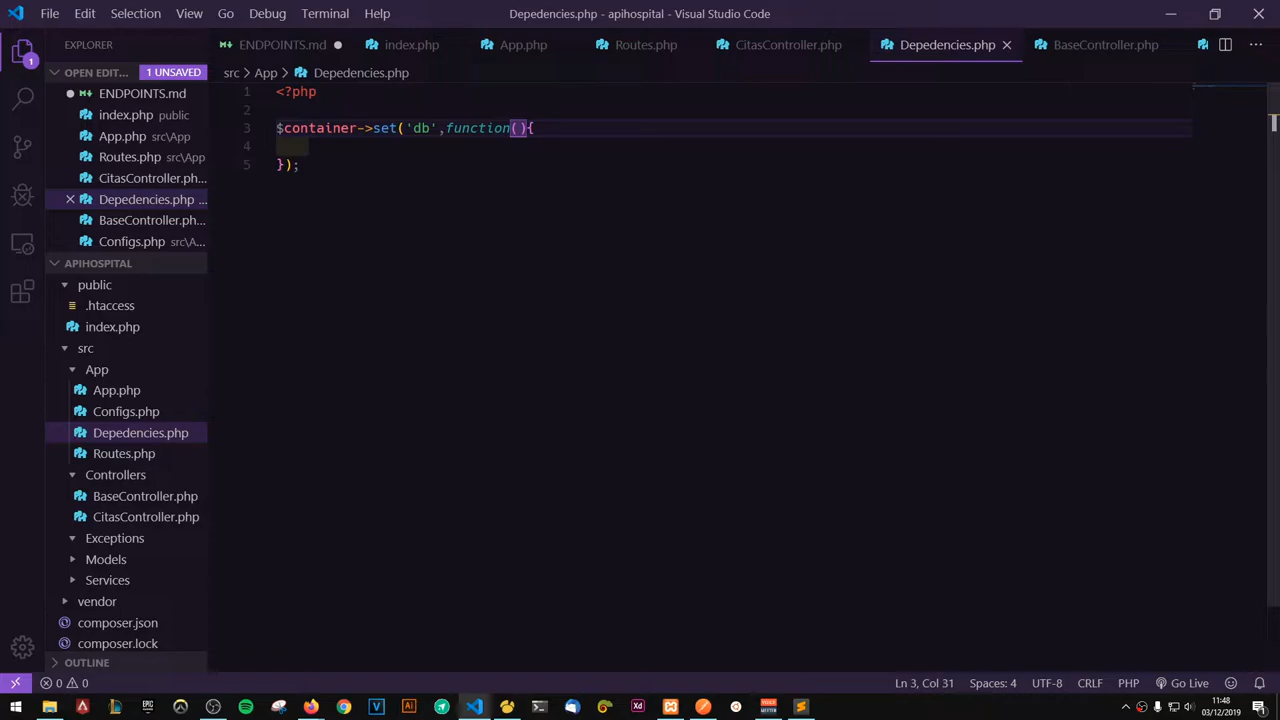 File Edit Selection View Go Debug Terminal Help Depedencies.php - apihospital - Visual Studio Code
EXPLORER
ENDPOINTS.md index.php App.php Routes.php CitasController.php Depedencies.php BaseController.php
OPEN EDIT... 1 UNSAVED
src App Depedencies.php
ENDPOINTS.md
index.php public
App.php src\App
Routes.php src\App
CitasController.ph...
Depedencies.php ...
BaseController.ph...
Configs.php src\A...
1 <?php
2
3 $container->set('db',function(){
4
5 });
APIHOSPITAL
public
.htaccess
index.php
src
App
App.php
Configs.php
Depedencies.php
Routes.php
Controllers
BaseController.php
CitasController.php
Exceptions
Models
Services
vendor
composer.json
composer.lock
OUTLINE
0 0 Ln 3, Col 31 Spaces: 4 UTF-8 CRLF PHP Go Live
EPIC Ai Xd 11:48
03/12/2019